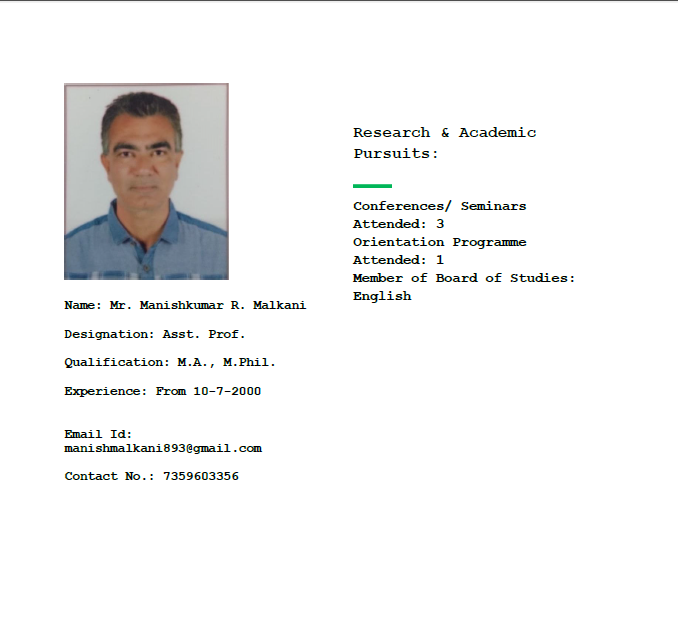 Name: Mr. Manishkumar R. Malkani
Designation: Asst. Prof.
Qualification: M.A., M.Phil.
Experience: From 10-7-2000
Email Id:
manishmalkani893@gmail.com
Contact No.: 7359603356
Research & Academic
Pursuits:
Conferences/ Seminars
Attended: 3
Orientation Programme
Attended: 1
Member of Board of Studies:
English